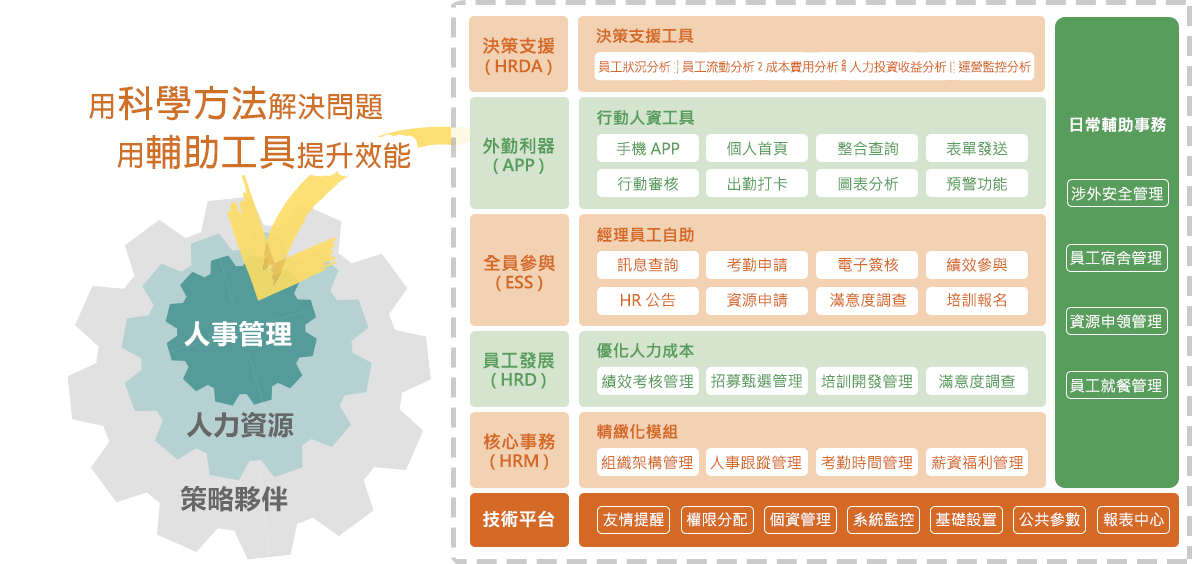 用科學方法解決問題
用輔助工具提升效能
人事管理
人力資源
策略夥伴
決策支援
(HRDA)
決策支援工具
員工狀況分析 員工流動分析 成本費用分析 人力投資收益分析 運營監控分析
外勤利器
(APP)
行動人資工具
手機 APP 個人首頁 整合查詢 表單發送
行動審核 出勤打卡 圖表分析 預警功能
全員參與
(ESS)
經理員工自助
訊息查詢 考勤申請 電子簽核 績效參與
HR 公告 資源申請 滿意度調查 培訓報名
員工發展
(HRD)
優化人力成本
績效考核管理 招募甄選管理 培訓開發管理 滿意度調查
核心事務
(HRM)
精緻化模組
組織架構管理 人事跟蹤管理 考勤時間管理 薪資福利管理
技術平台
友情提醒 權限分配 個資管理 系統監控 基礎設置 公共參數 報表中心
日常輔助事務
涉外安全管理
員工宿舍管理
資源申領管理
員工就餐管理